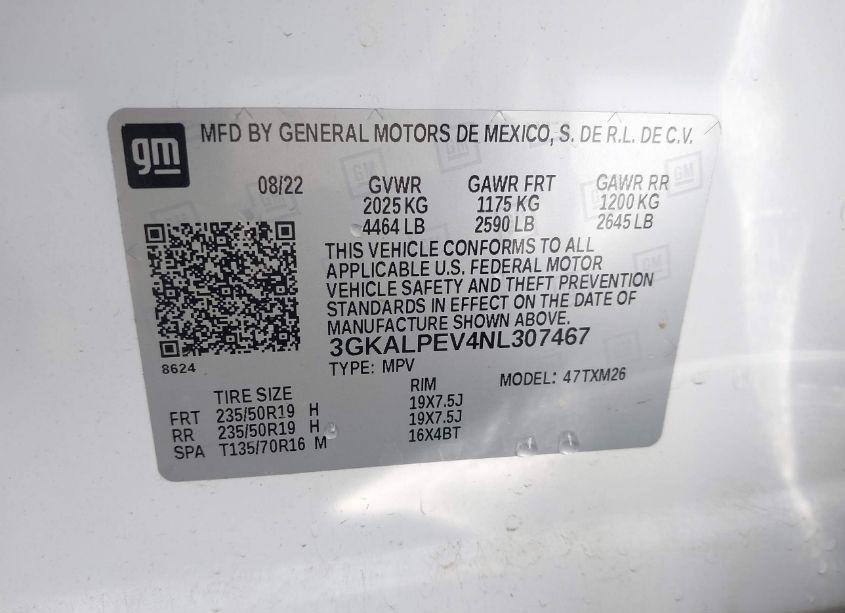 gm
MFD BY GENERAL MOTORS DE MEXICO, S. DE R.L. DE C.V.
08/22 GVWR GAWR FRT GAWR RR
2025 KG 1175 KG 1200 KG
4464 LB 2590 LB 2645 LB
THIS VEHICLE CONFORMS TO ALL
APPLICABLE U.S. FEDERAL MOTOR
VEHICLE SAFETY AND THEFT PREVENTION
STANDARDS IN EFFECT ON THE DATE OF
MANUFACTURE SHOWN ABOVE.
3GKALPEV4NL307467
8624
TYPE: MPV MODEL: 47TXM26
TIRE SIZE RIM
FRT 235/50R19 H 19X7.5J
RR 235/50R19 H 19X7.5J
SPA T135/70R16 M 16X4BT